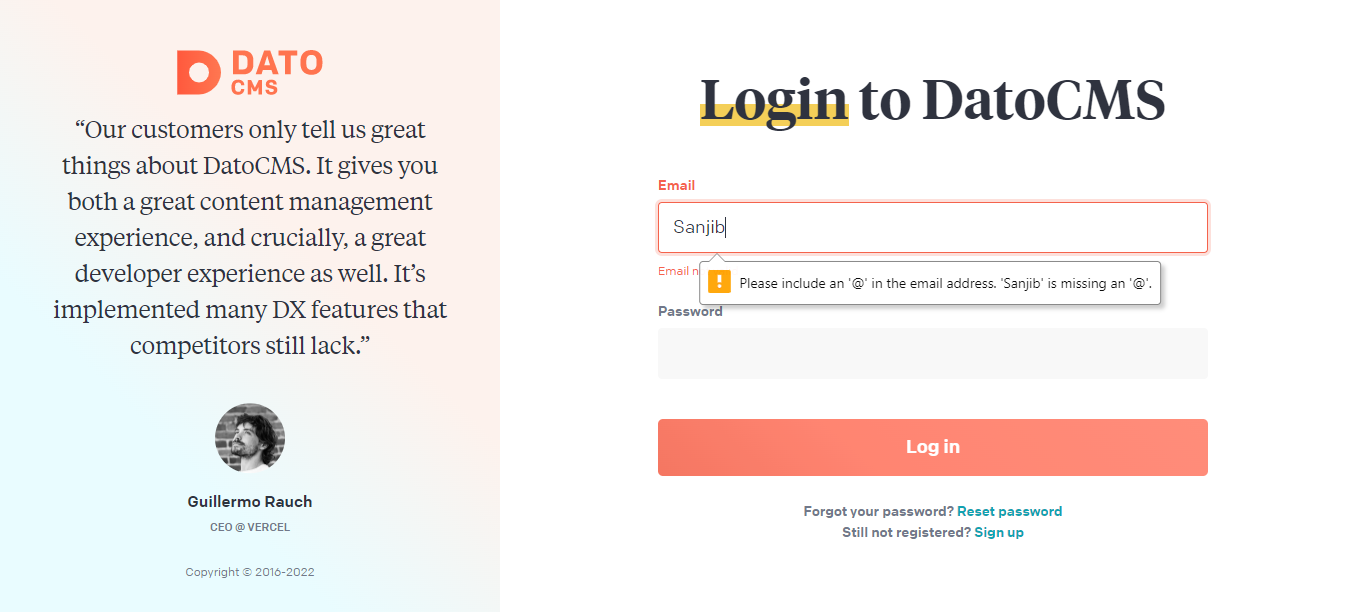 DATO
CMS
“Our customers only tell us great
things about DatoCMS. It gives you
both a great content management
experience, and crucially, a great
developer experience as well. It’s
implemented many DX features that
competitors still lack.”
Guillermo Rauch
CEO @ VERCEL
Copyright © 2016-2022
Login to DatoCMS
Email
Sanjib
Email
Please include an '@' in the email address. 'Sanjib' is missing an '@'.
Password
Log in
Forgot your password? Reset password
Still not registered? Sign up